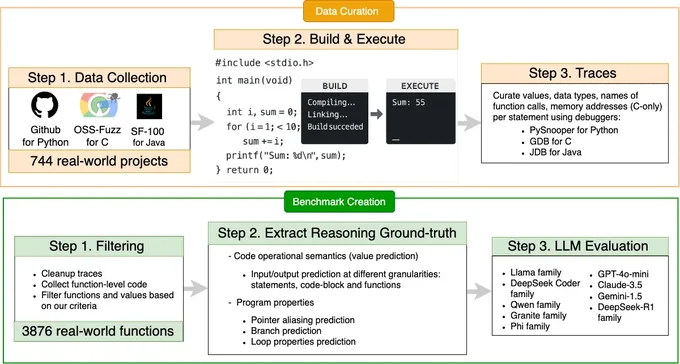 Data Curation
Step 1. Data Collection
Github
for Python
OSS-Fuzz
for C
SF-100
for Java
744 real-world projects
Step 2. Build & Execute
#include <stdio.h>
int main(void)
{
int i, sum = 0;
for (i = 1; < 10;
sum += i;
printf("Sum: %d\n", sum);
} return 0;
BUILD
Compiling...
Linking...
Build succeded
EXECUTE
Sum: 55
Step 3. Traces
Curate values, data types, names of
function calls, memory addresses (C-only)
per statement using debuggers:
• PySnooper for Python
• GDB for C
• JDB for Java
Benchmark Creation
Step 1. Filtering
• Cleanup traces
• Collect function-level code
• Filter functions and values based
on our criteria
3876 real-world functions
Step 2. Extract Reasoning Ground-truth
- Code operational semantics (value prediction)
• Input/output prediction at different granularities:
statements, code-block and functions
- Program properties
• Pointer aliasing prediction
• Branch prediction
• Loop properties prediction
Step 3. LLM Evaluation
• Llama family
• DeepSeek Coder
family
• Qwen family
• Granite family
• Phi family
• GPT-4o-mini
• Claude-3.5
• Gemini-1.5
• DeepSeek-R1
family